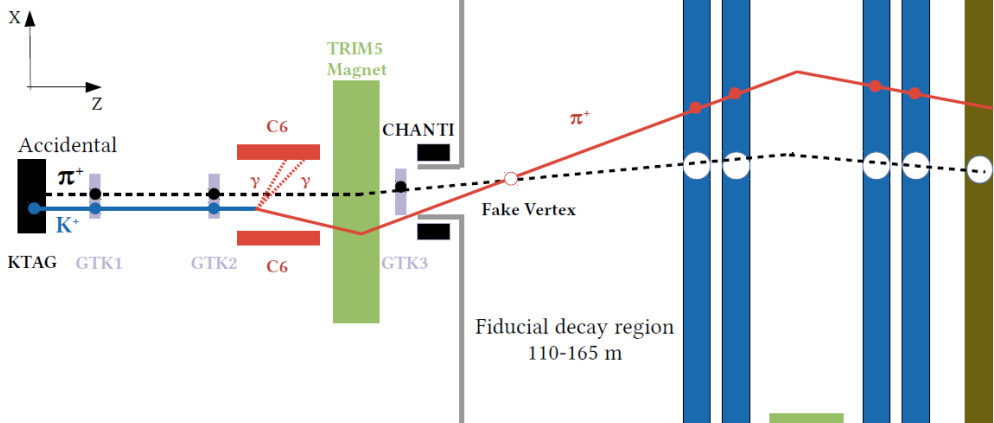 X
Z
TRIM5
Magnet
C6
CHANTI
Accidental
π+
γ γ
K+
KTAG
GTK1
GTK2
C6
GTK3
π+
Fake Vertex
Fiducial decay region
110-165 m